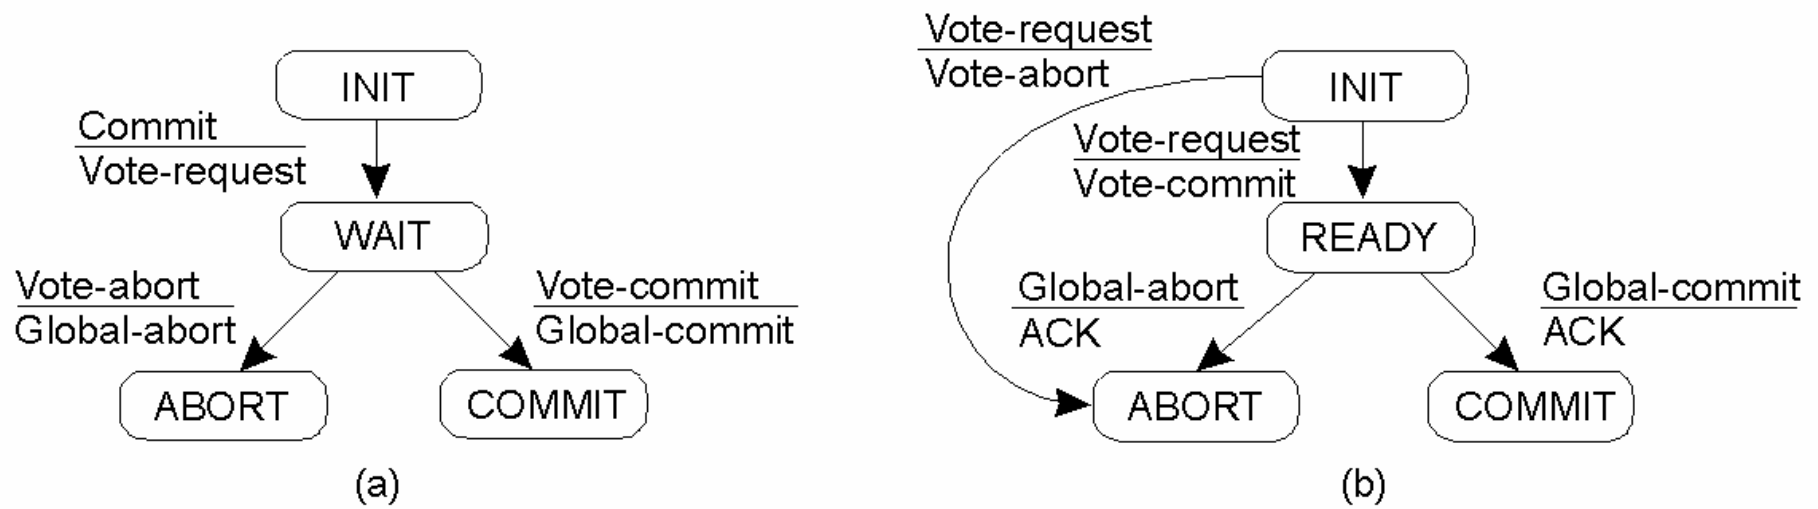 INIT
Commit
Vote-request
WAIT
Vote-abort
Global-abort
Vote-commit
Global-commit
ABORT
COMMIT
(a)
Vote-request
Vote-abort
INIT
Vote-request
Vote-commit
READY
Global-abort
ACK
Global-commit
ACK
ABORT
COMMIT
(b)